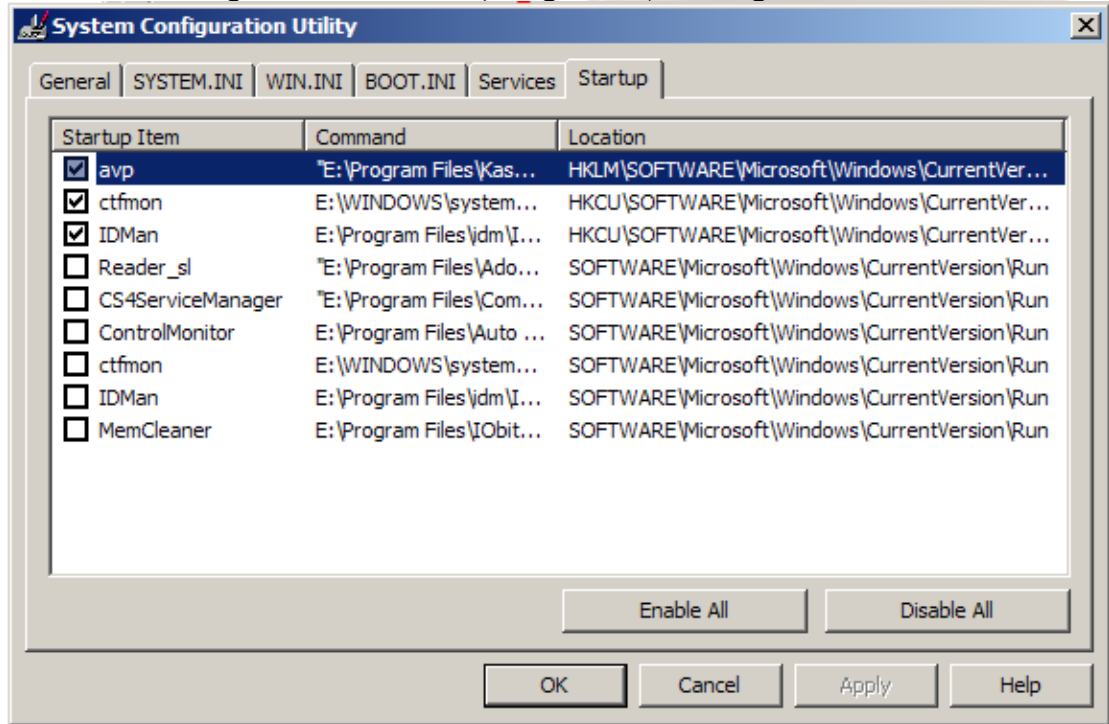 System Configuration Utility
General SYSTEM.INI WIN.INI BOOT.INI Services Startup
Startup Item Command Location
avp "E:\Program Files\Kas... HKLM\SOFTWARE\Microsoft\Windows\CurrentVer...
ctfmon E:\WINDOWS\system... HKCU\SOFTWARE\Microsoft\Windows\CurrentVer...
IDMan E:\Program Files\idm\I... HKCU\SOFTWARE\Microsoft\Windows\CurrentVer...
Reader_sl "E:\Program Files\Ado... SOFTWARE\Microsoft\Windows\CurrentVersion\Run
CS4ServiceManager "E:\Program Files\Com... SOFTWARE\Microsoft\Windows\CurrentVersion\Run
ControlMonitor E:\Program Files\Auto ... SOFTWARE\Microsoft\Windows\CurrentVersion\Run
ctfmon E:\WINDOWS\system... SOFTWARE\Microsoft\Windows\CurrentVersion\Run
IDMan E:\Program Files\idm\I... SOFTWARE\Microsoft\Windows\CurrentVersion\Run
MemCleaner E:\Program Files\IObit... SOFTWARE\Microsoft\Windows\CurrentVersion\Run
Enable All Disable All
OK Cancel Apply Help